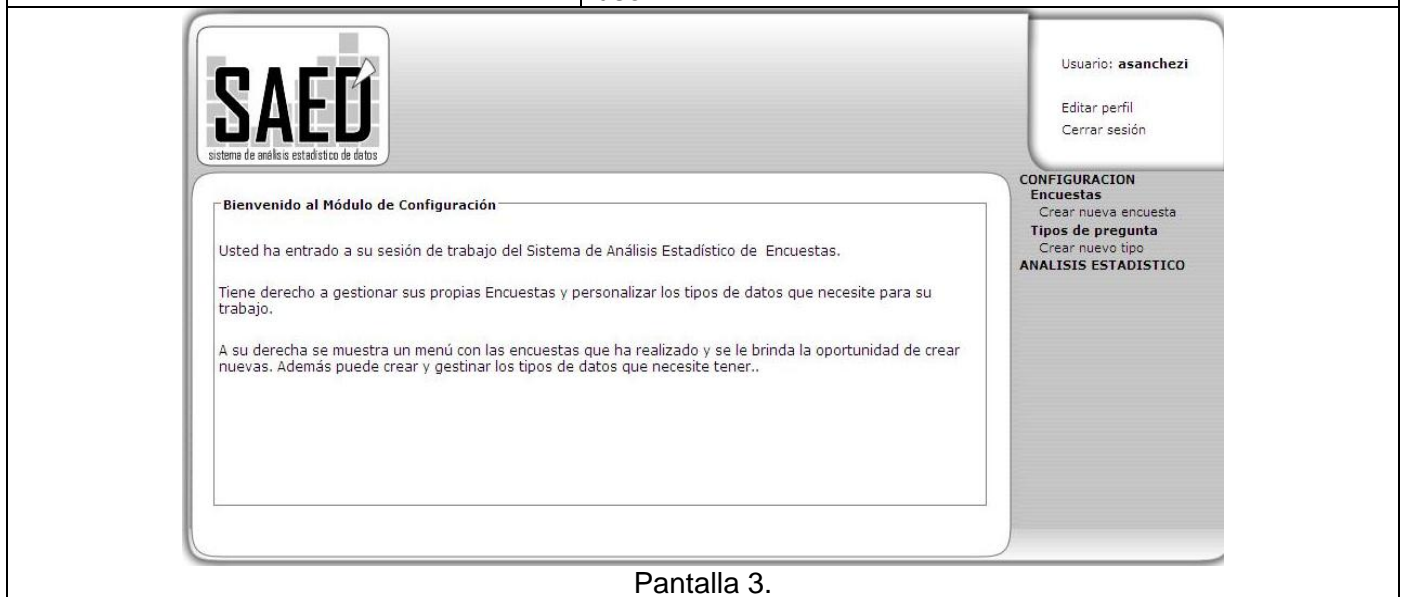 SAED
sistema de análisis estadístico de datos
Usuario: asanchezi
Editar perfil
Cerrar sesión
Bienvenido al Módulo de Configuración
Usted ha entrado a su sesión de trabajo del Sistema de Análisis Estadístico de Encuestas.
Tiene derecho a gestionar sus propias Encuestas y personalizar los tipos de datos que necesite para su
trabajo.
A su derecha se muestra un menú con las encuestas que ha realizado y se le brinda la oportunidad de crear
nuevas. Además puede crear y gestinar los tipos de datos que necesite tener..
CONFIGURACION
Encuestas
Crear nueva encuesta
Tipos de pregunta
Crear nuevo tipo
ANALISIS ESTADISTICO
Pantalla 3.